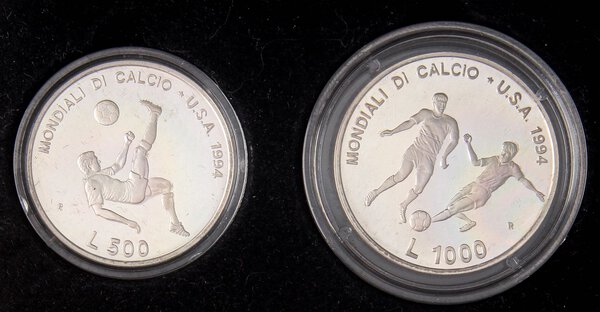 MONDIALI DI CALCIO * U.S.A. 1994
R
L 500
MONDIALI DI CALCIO * U.S.A. 1994
R
L 1000